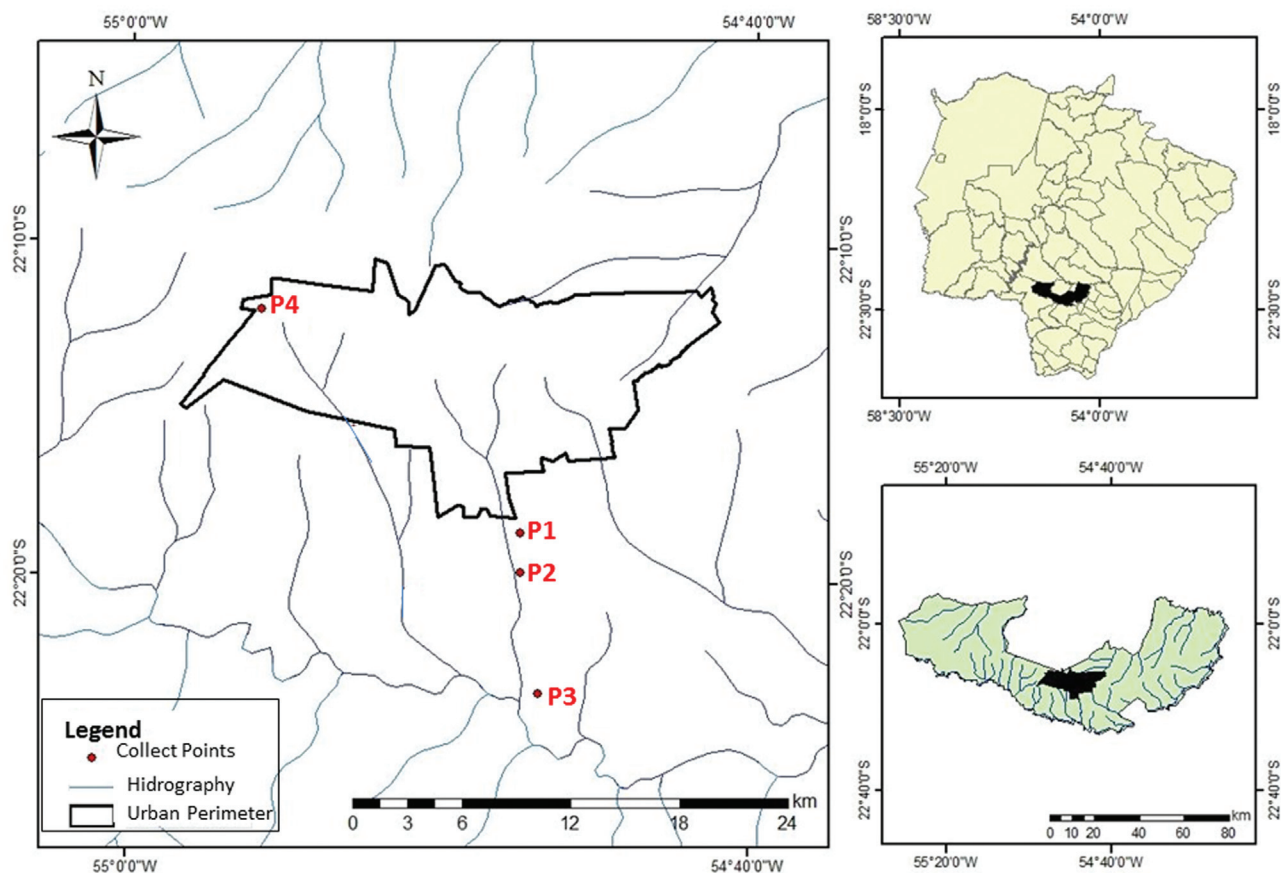 55°0'0"W
54°40'0"W
N
22°10'0"S
22°10'0"S
P4
P1
P2
P3
22°20'0"S
22°20'0"S
Legend
Collect Points
Hidrography
Urban Perimeter
km
0 3 6 12 18 24
55°0'0"W
54°40'0"W
58°30'0"W
54°0'0"W
18°0'0"S
18°0'0"S
22°30'0"S
22°30'0"S
58°30'0"W
54°0'0"W
55°20'0"W
54°40'0"W
22°0'0"S
22°0'0"S
22°40'0"S
22°40'0"S
km
0 10 20 40 60 80
55°20'0"W
54°40'0"W